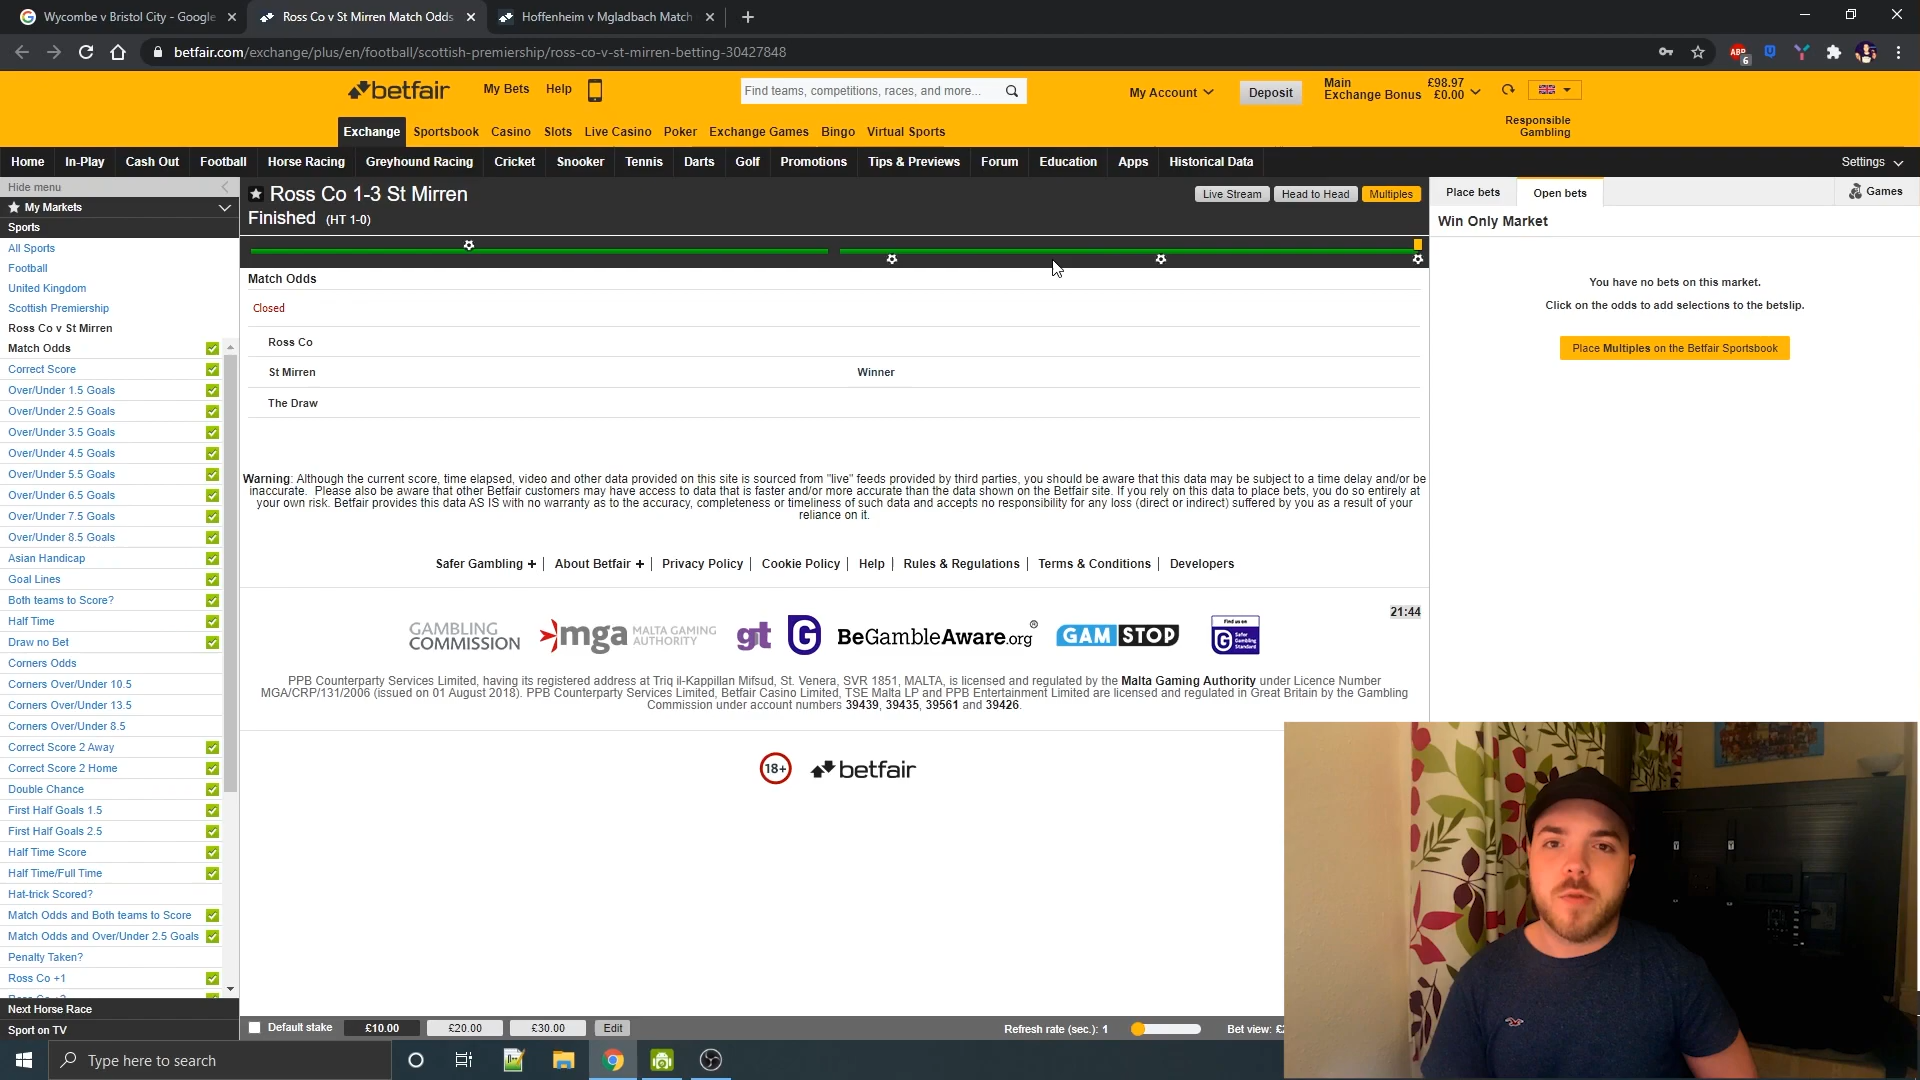 Wycombe v Bristol City - Google
Ross Co v St Mirren Match Odds
Hoffenheim v Mgladbach Match
betfair.com/exchange/plus/en/football/scottish-premiership/ross-co-v-st-mirren-betting-30427848
ABP
6
betfair
My Bets
Help
Find teams, competitions, races, and more...
My Account
Deposit
Main £98.97
Exchange Bonus £0.00
Responsible
Gambling
Exchange Sportsbook Casino Slots Live Casino Poker Exchange Games Bingo Virtual Sports
Home In-Play Cash Out Football Horse Racing Greyhound Racing Cricket Snooker Tennis Darts Golf Promotions Tips & Previews Forum Education Apps Historical Data
Settings
Hide menu
My Markets
Sports
All Sports
Football
United Kingdom
Scottish Premiership
Ross Co v St Mirren
Match Odds
Correct Score
Over/Under 1.5 Goals
Over/Under 2.5 Goals
Over/Under 3.5 Goals
Over/Under 4.5 Goals
Over/Under 5.5 Goals
Over/Under 6.5 Goals
Over/Under 7.5 Goals
Over/Under 8.5 Goals
Asian Handicap
Goal Lines
Both teams to Score?
Half Time
Draw no Bet
Corners Odds
Corners Over/Under 10.5
Corners Over/Under 13.5
Corners Over/Under 8.5
Correct Score 2 Away
Correct Score 2 Home
Double Chance
First Half Goals 1.5
First Half Goals 2.5
Half Time Score
Half Time/Full Time
Hat-trick Scored?
Match Odds and Both teams to Score
Match Odds and Over/Under 2.5 Goals
Penalty Taken?
Ross Co +1
Next Horse Race
Sport on TV
Ross Co 1-3 St Mirren
Finished (HT 1-0)
Live Stream
Head to Head
Multiples
Match Odds
Closed
Ross Co
St Mirren
Winner
The Draw
Warning: Although the current score, time elapsed, video and other data provided on this site is sourced from "live" feeds provided by third parties, you should be aware that this data may be subject to a time delay and/or be
inaccurate. Please also be aware that other Betfair customers may have access to data that is faster and/or more accurate than the data shown on the Betfair site. If you rely on this data to place bets, you do so entirely at
your own risk. Betfair provides this data AS IS with no warranty as to the accuracy, completeness or timeliness of such data and accepts no responsibility for any loss (direct or indirect) suffered by you as a result of your
reliance on it.
Safer Gambling + | About Betfair + | Privacy Policy | Cookie Policy | Help | Rules & Regulations | Terms & Conditions | Developers
21:44
GAMBLING
COMMISSION
mga MALTA GAMING
AUTHORITY
gt
G
BeGambleAware.org®
GAMSTOP
Find us on
G Safer
Gambling
Standard
PPB Counterparty Services Limited, having its registered address at Triq il-Kappillan Mifsud, St. Venera, SVR 1851, MALTA, is licensed and regulated by the Malta Gaming Authority under Licence Number
MGA/CRP/131/2006 (issued on 01 August 2018). PPB Counterparty Services Limited, Betfair Casino Limited, TSE Malta LP and PPB Entertainment Limited are licensed and regulated in Great Britain by the Gambling
Commission under account numbers 39439, 39435, 39561 and 39426.
18+
betfair
Place bets
Open bets
Games
Win Only Market
You have no bets on this market.
Click on the odds to add selections to the betslip.
Place Multiples on the Betfair Sportsbook
Default stake
£10.00
£20.00
£30.00
Edit
Refresh rate (sec.): 1
Bet view:
Type here to search